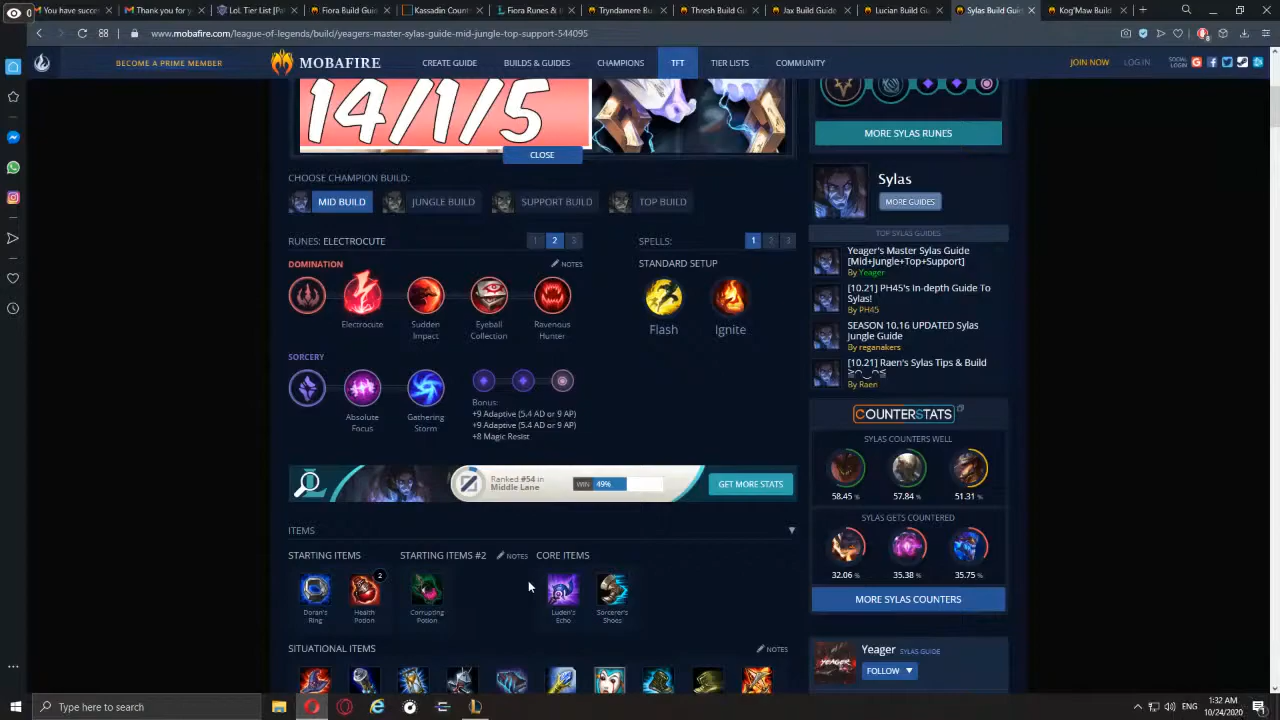 You have succes
Thank you for y
LoL Tier List [Pa
Fiora Build Guid
Kassadin Count
Fiora Runes & It
Tryndamere Bui
Thresh Build Gu
Jax Build Guide
Lucian Build Gu
Sylas Build Guid
Kog'Maw Build
www.mobafire.com/league-of-legends/build/yeagers-master-sylas-guide-mid-jungle-top-support-544095
BECOME A PRIME MEMBER
MOBAFIRE
CREATE GUIDE
BUILDS & GUIDES
CHAMPIONS
TFT
TIER LISTS
COMMUNITY
JOIN NOW
LOG IN
SOCIAL
LOGIN
14/1/5
CLOSE
MORE SYLAS RUNES
CHOOSE CHAMPION BUILD:
MID BUILD
JUNGLE BUILD
SUPPORT BUILD
TOP BUILD
Sylas
MORE GUIDES
RUNES: ELECTROCUTE
1 2 3
SPELLS:
1 2 3
TOP SYLAS GUIDES
DOMINATION
NOTES
STANDARD SETUP
Electrocute
Sudden
Impact
Eyeball
Collection
Ravenous
Hunter
Flash
Ignite
Yeager's Master Sylas Guide
[Mid+Jungle+Top+Support]
By Yeager
[10.21] PH45's In-depth Guide To
Sylas!
By PH45
SEASON 10.16 UPDATED Sylas
Jungle Guide
By reganakers
[10.21] Raen's Sylas Tips & Build
By Raen
SORCERY
Absolute
Focus
Gathering
Storm
Bonus:
+9 Adaptive (5.4 AD or 9 AP)
+9 Adaptive (5.4 AD or 9 AP)
+8 Magic Resist
COUNTERSTATS
SYLAS COUNTERS WELL
58.45 %
57.84 %
51.31 %
SYLAS GETS COUNTERED
32.06 %
35.38 %
35.75 %
MORE SYLAS COUNTERS
Ranked #54 in
Middle Lane
WIN 49%
GET MORE STATS
ITEMS
STARTING ITEMS
STARTING ITEMS #2
NOTES
CORE ITEMS
2
Doran's
Ring
Health
Potion
Corrupting
Potion
Luden's
Echo
Sorcerer's
Shoes
SITUATIONAL ITEMS
NOTES
YEAGER
Yeager SYLAS GUIDE
FOLLOW
Type here to search
ENG
1:32 AM
10/24/2020